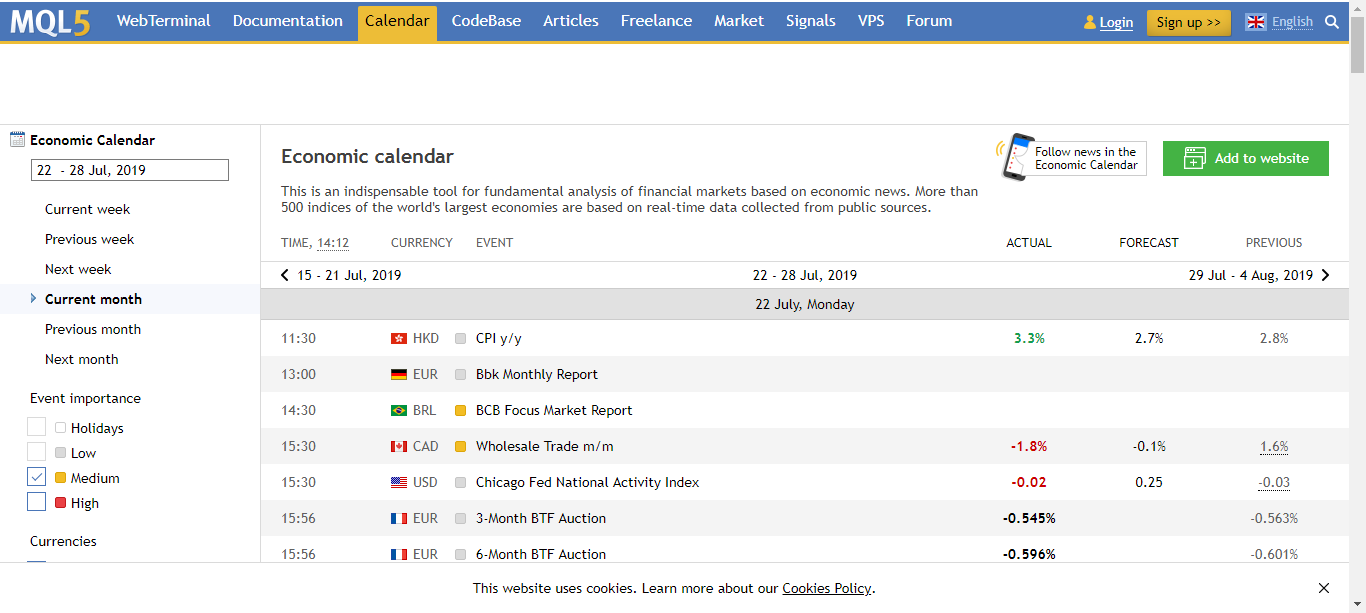 MQL5 WebTerminal Documentation Calendar CodeBase Articles Freelance Market Signals VPS Forum Login Sign up >> English
Economic Calendar
22 - 28 Jul, 2019
Current week
Previous week
Next week
Current month
Previous month
Next month
Event importance
Holidays
Low
Medium
High
Currencies
Economic calendar
Follow news in the
Economic Calendar
Add to website
This is an indispensable tool for fundamental analysis of financial markets based on economic news. More than
500 indices of the world's largest economies are based on real-time data collected from public sources.
TIME, 14:12 CURRENCY EVENT ACTUAL FORECAST PREVIOUS
15 - 21 Jul, 2019 22 - 28 Jul, 2019 29 Jul - 4 Aug, 2019
22 July, Monday
11:30 HKD CPI y/y 3.3% 2.7% 2.8%
13:00 EUR Bbk Monthly Report
14:30 BRL BCB Focus Market Report
15:30 CAD Wholesale Trade m/m -1.8% -0.1% 1.6%
15:30 USD Chicago Fed National Activity Index -0.02 0.25 -0.03
15:56 EUR 3-Month BTF Auction -0.545% -0.563%
15:56 EUR 6-Month BTF Auction -0.596% -0.601%
This website uses cookies. Learn more about our Cookies Policy.